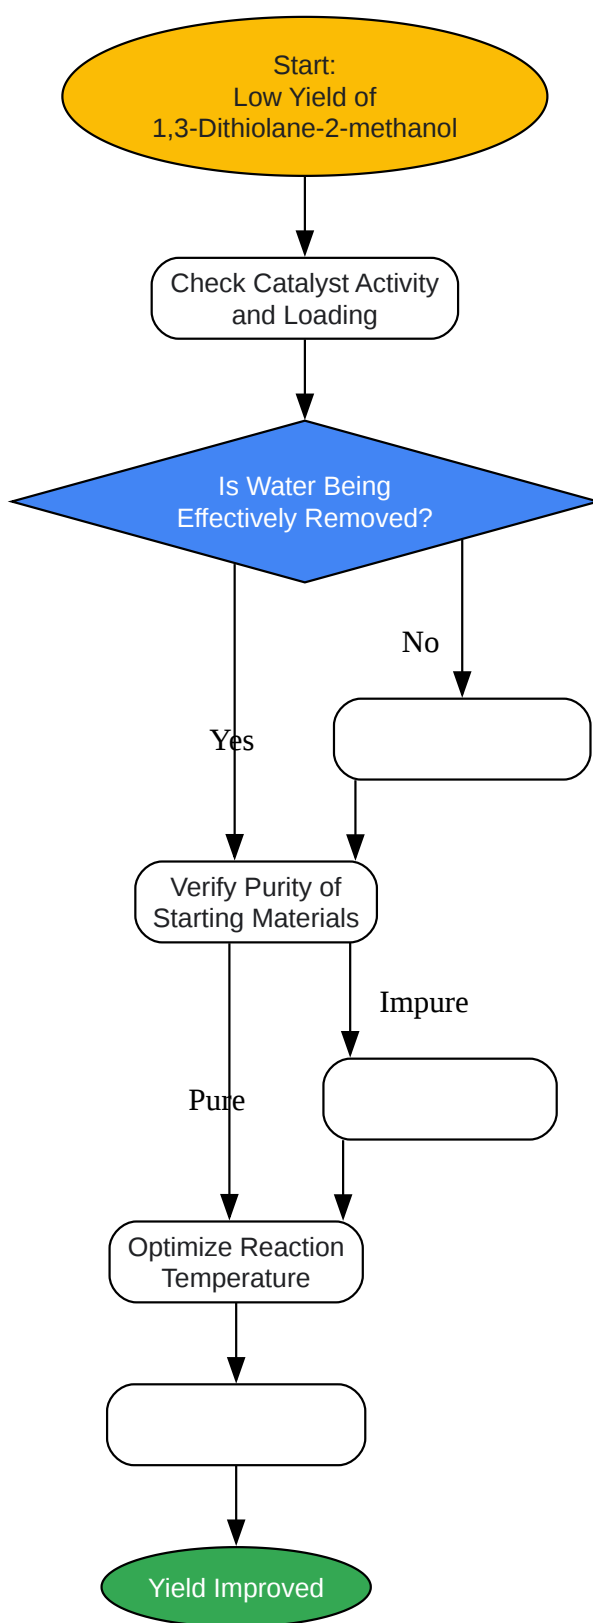 Start:
Low Yield of
1,3-Dithiolane-2-methanol
Check Catalyst Activity
and Loading
Is Water Being
Effectively Removed?
No
Yes
Verify Purity of
Starting Materials
Impure
Pure
Optimize Reaction
Temperature
Yield Improved